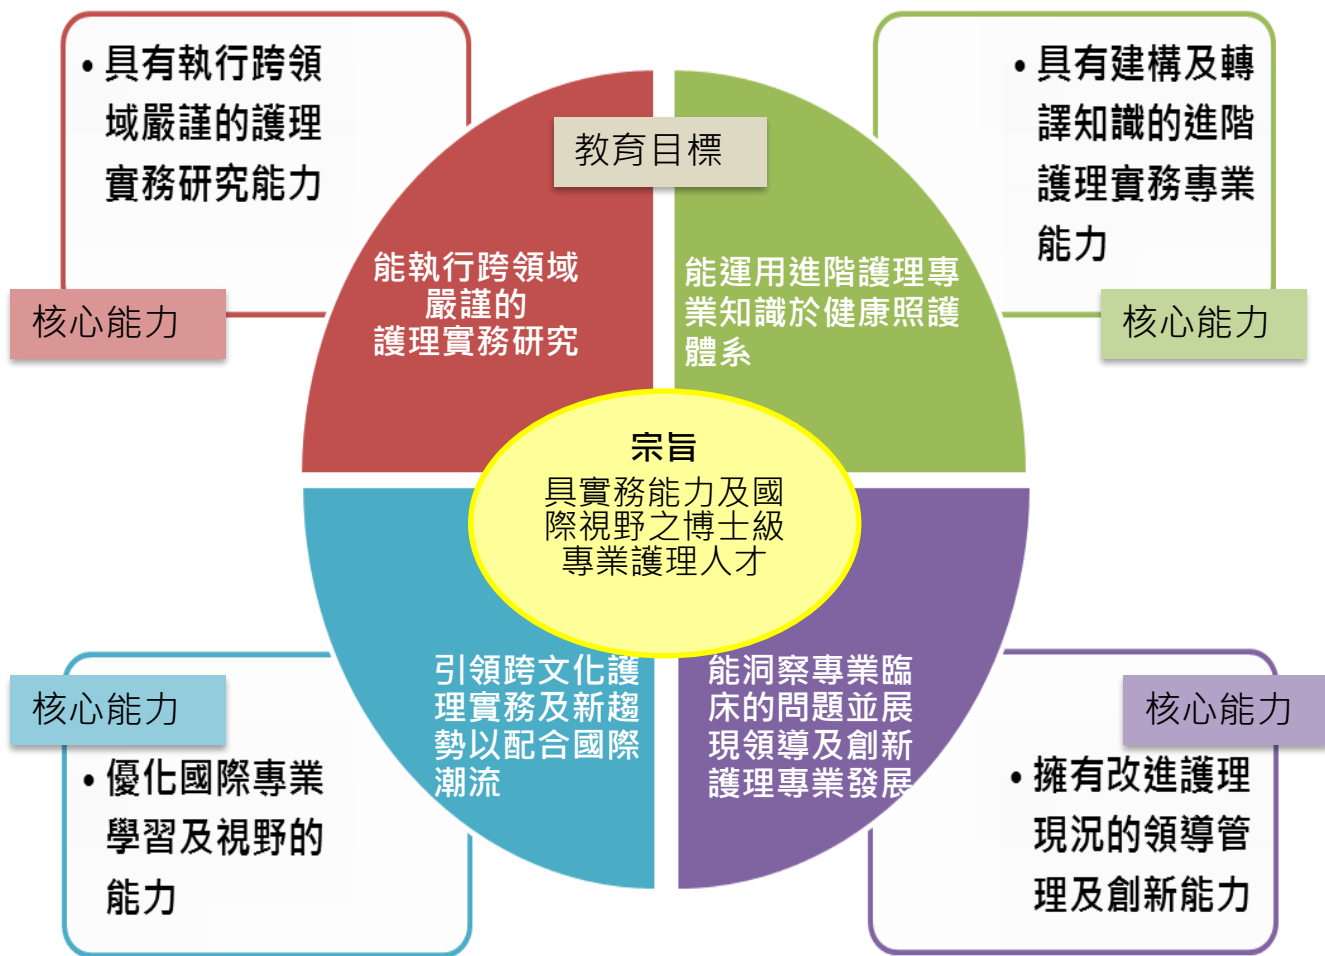 • 具有執行跨領
域嚴謹的護理
實務研究能力
核心能力
• 具有建構及轉
譯知識的進階
護理實務專業
能力
核心能力
教育目標
能執行跨領域
嚴謹的
護理實務研究
能運用進階護理專
業知識於健康照護
體系
宗旨
具實務能力及國
際視野之博士級
專業護理人才
引領跨文化護
理實務及新趨
勢以配合國際
潮流
能洞察專業臨
床的問題並展
現領導及創新
護理專業發展
核心能力
• 優化國際專業
學習及視野的
能力
核心能力
• 擁有改進護理
現況的領導管
理及創新能力